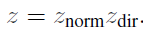 z = z_norm z_dir.